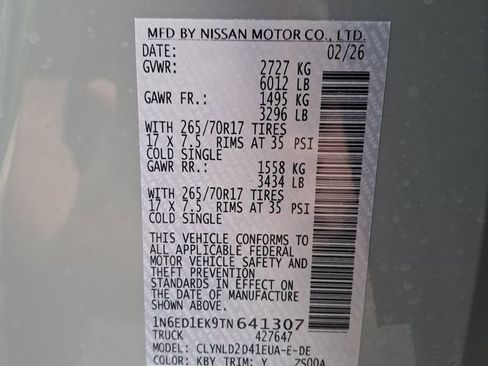 MFD BY NISSAN MOTOR CO., LTD.
DATE: 02/26
GVWR: 2727 KG
6012 LB
GAWR FR.: 1495 KG
3296 LB
WITH 265/70R17 TIRES
17 X 7.5 RIMS AT 35 PSI
COLD SINGLE
GAWR RR.: 1558 KG
3434 LB
WITH 265/70R17 TIRES
17 X 7.5 RIMS AT 35 PSI
COLD SINGLE
THIS VEHICLE CONFORMS TO
ALL APPLICABLE FEDERAL
MOTOR VEHICLE SAFETY AND
THEFT PREVENTION
STANDARDS IN EFFECT ON
THE DATE OF MANUFACTURE
SHOWN ABOVE.
1N6ED1EK9TN641307
TRUCK 427647
MODEL: CLYNLD2D41EUA-E-DE
COLOR: KBY TRIM: Y